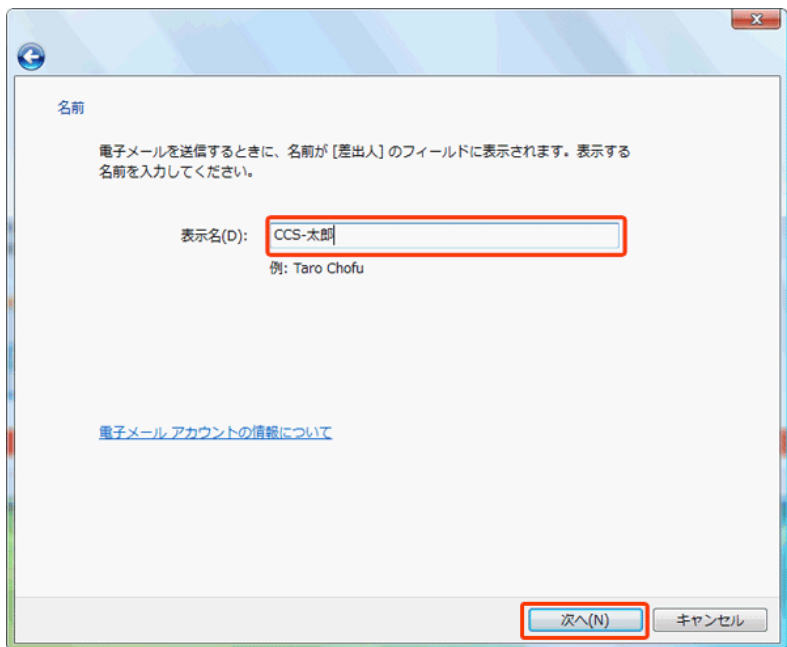 名前
電子メールを送信するときに、名前が [差出人] のフィールドに表示されます。表示する
名前を入力してください。
表示名(D): CCS-太郎
例: Taro Chofu
電子メール アカウントの情報について
次へ(N) キャンセル